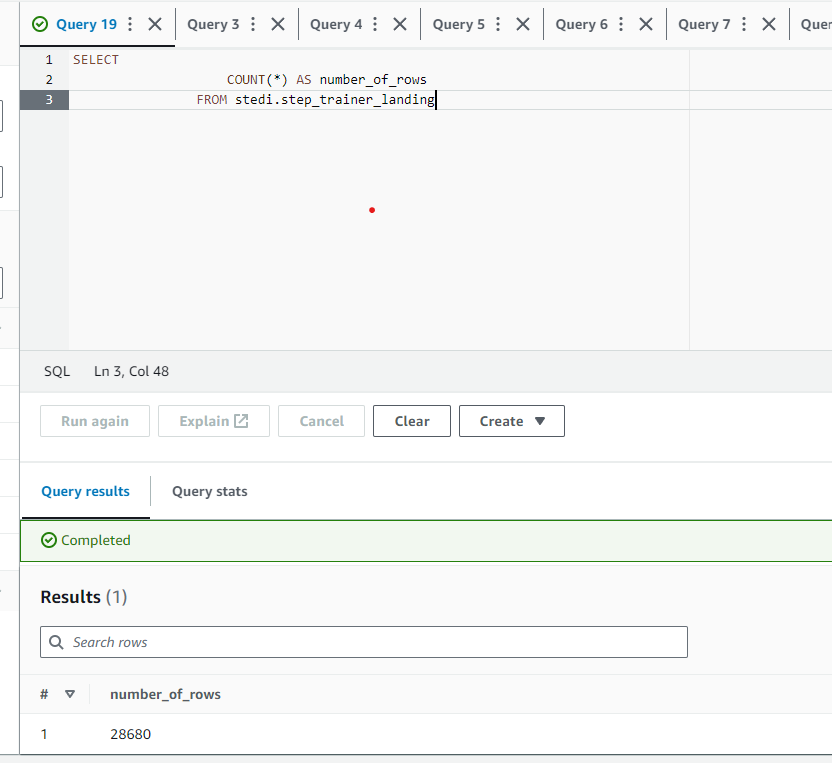 Query 19 Query 3 Query 4 Query 5 Query 6 Query 7 Quer
1 SELECT
2 COUNT(*) AS number_of_rows
3 FROM stedi.step_trainer_landing
SQL Ln 3, Col 48
Run again Explain Cancel Clear Create
Query results Query stats
Completed
Results (1)
Search rows
# number_of_rows
1 28680